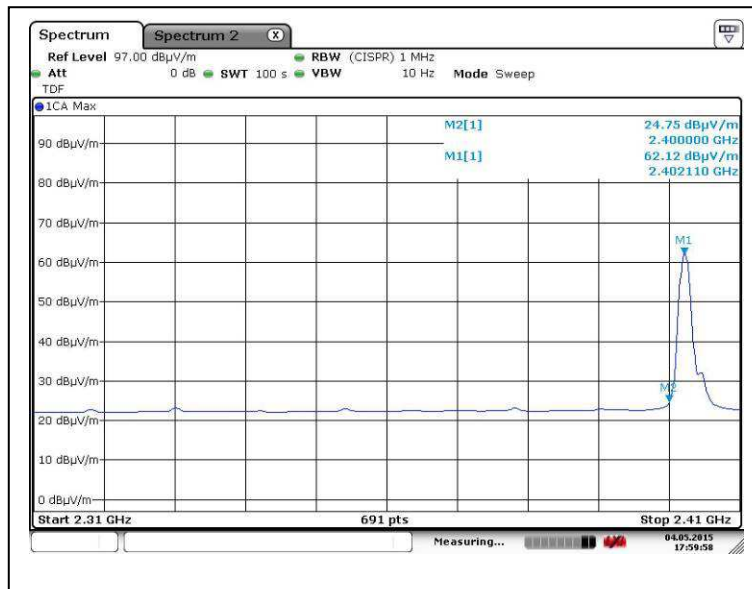 Spectrum Spectrum 2 X
Ref Level 97.00 dBµV/m RBW (CISPR) 1 MHz
Att 0 dB SWT 100 s VBW 10 Hz Mode Sweep
TDF
1CA Max
M2[1] 24.75 dBµV/m
2.400000 GHz
M1[1] 62.12 dBµV/m
2.402110 GHz
90 dBµV/m
80 dBµV/m
70 dBµV/m
M1
60 dBµV/m
50 dBµV/m
40 dBµV/m
30 dBµV/m
M2
20 dBµV/m
10 dBµV/m
0 dBµV/m
Start 2.31 GHz 691 pts Stop 2.41 GHz
Measuring... 04.05.2015
17:59:58